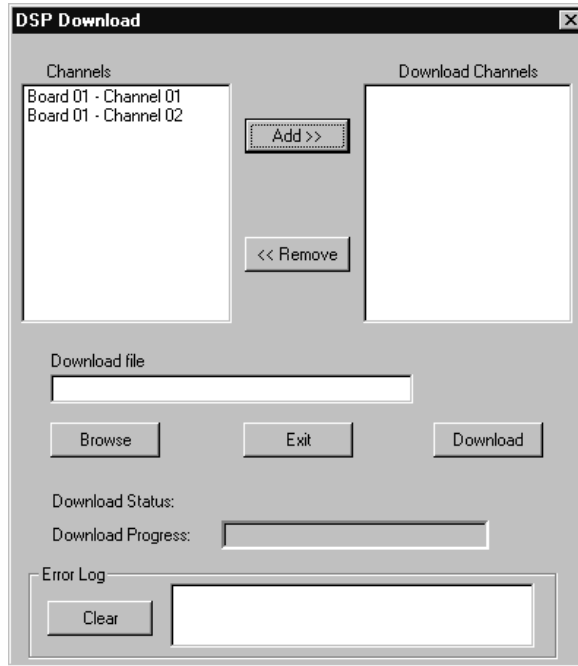 DSP Download
Channels
Download Channels
Board 01 - Channel 01
Board 01 - Channel 02
Add >>
<< Remove
Download file
Browse
Exit
Download
Download Status:
Download Progress:
Error Log
Clear